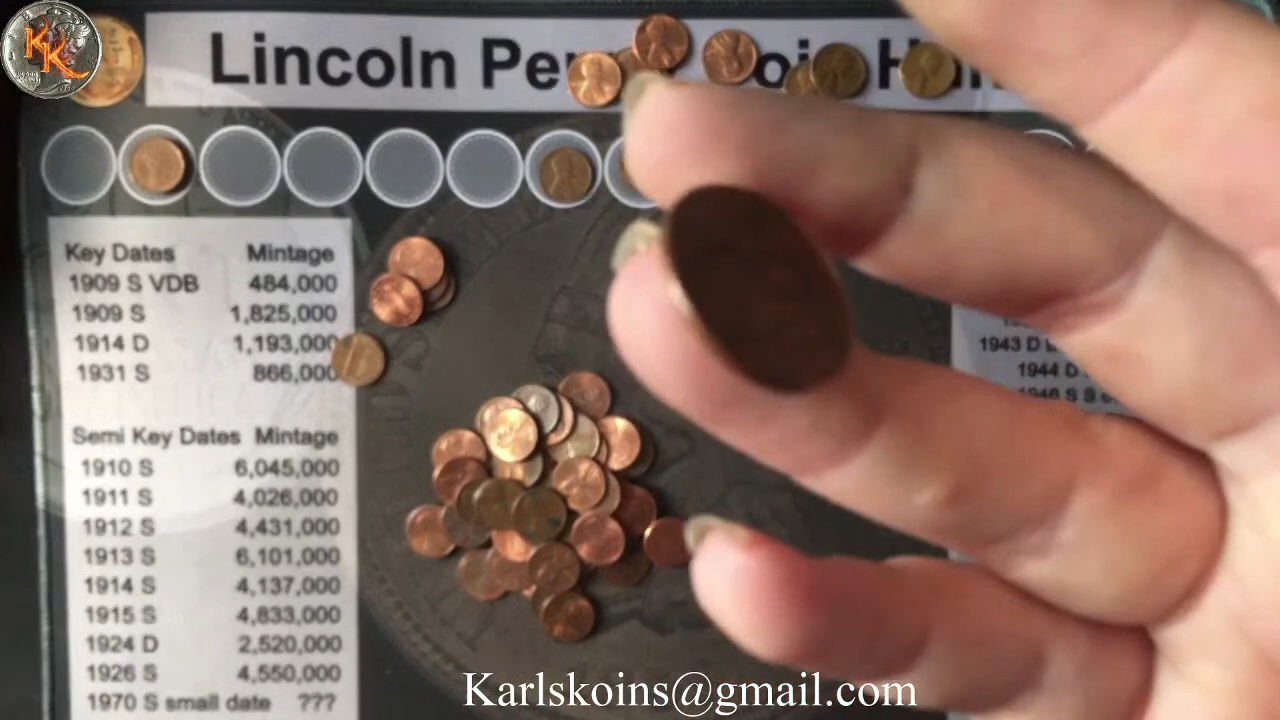 KK
Lincoln Pe
Key Dates Mintage
1909 S VDB 484,000
1909 S 1,825,000
1914 D 1,193,000
1931 S 866,000
Semi Key Dates Mintage
1910 S 6,045,000
1911 S 4,026,000
1912 S 4,431,000
1913 S 6,101,000
1914 S 4,137,000
1915 S 4,833,000
1924 D 2,520,000
1926 S 4,550,000
1970 S small date ???
1943 D
1944 D
1946 S S
Karlskoins@gmail.com